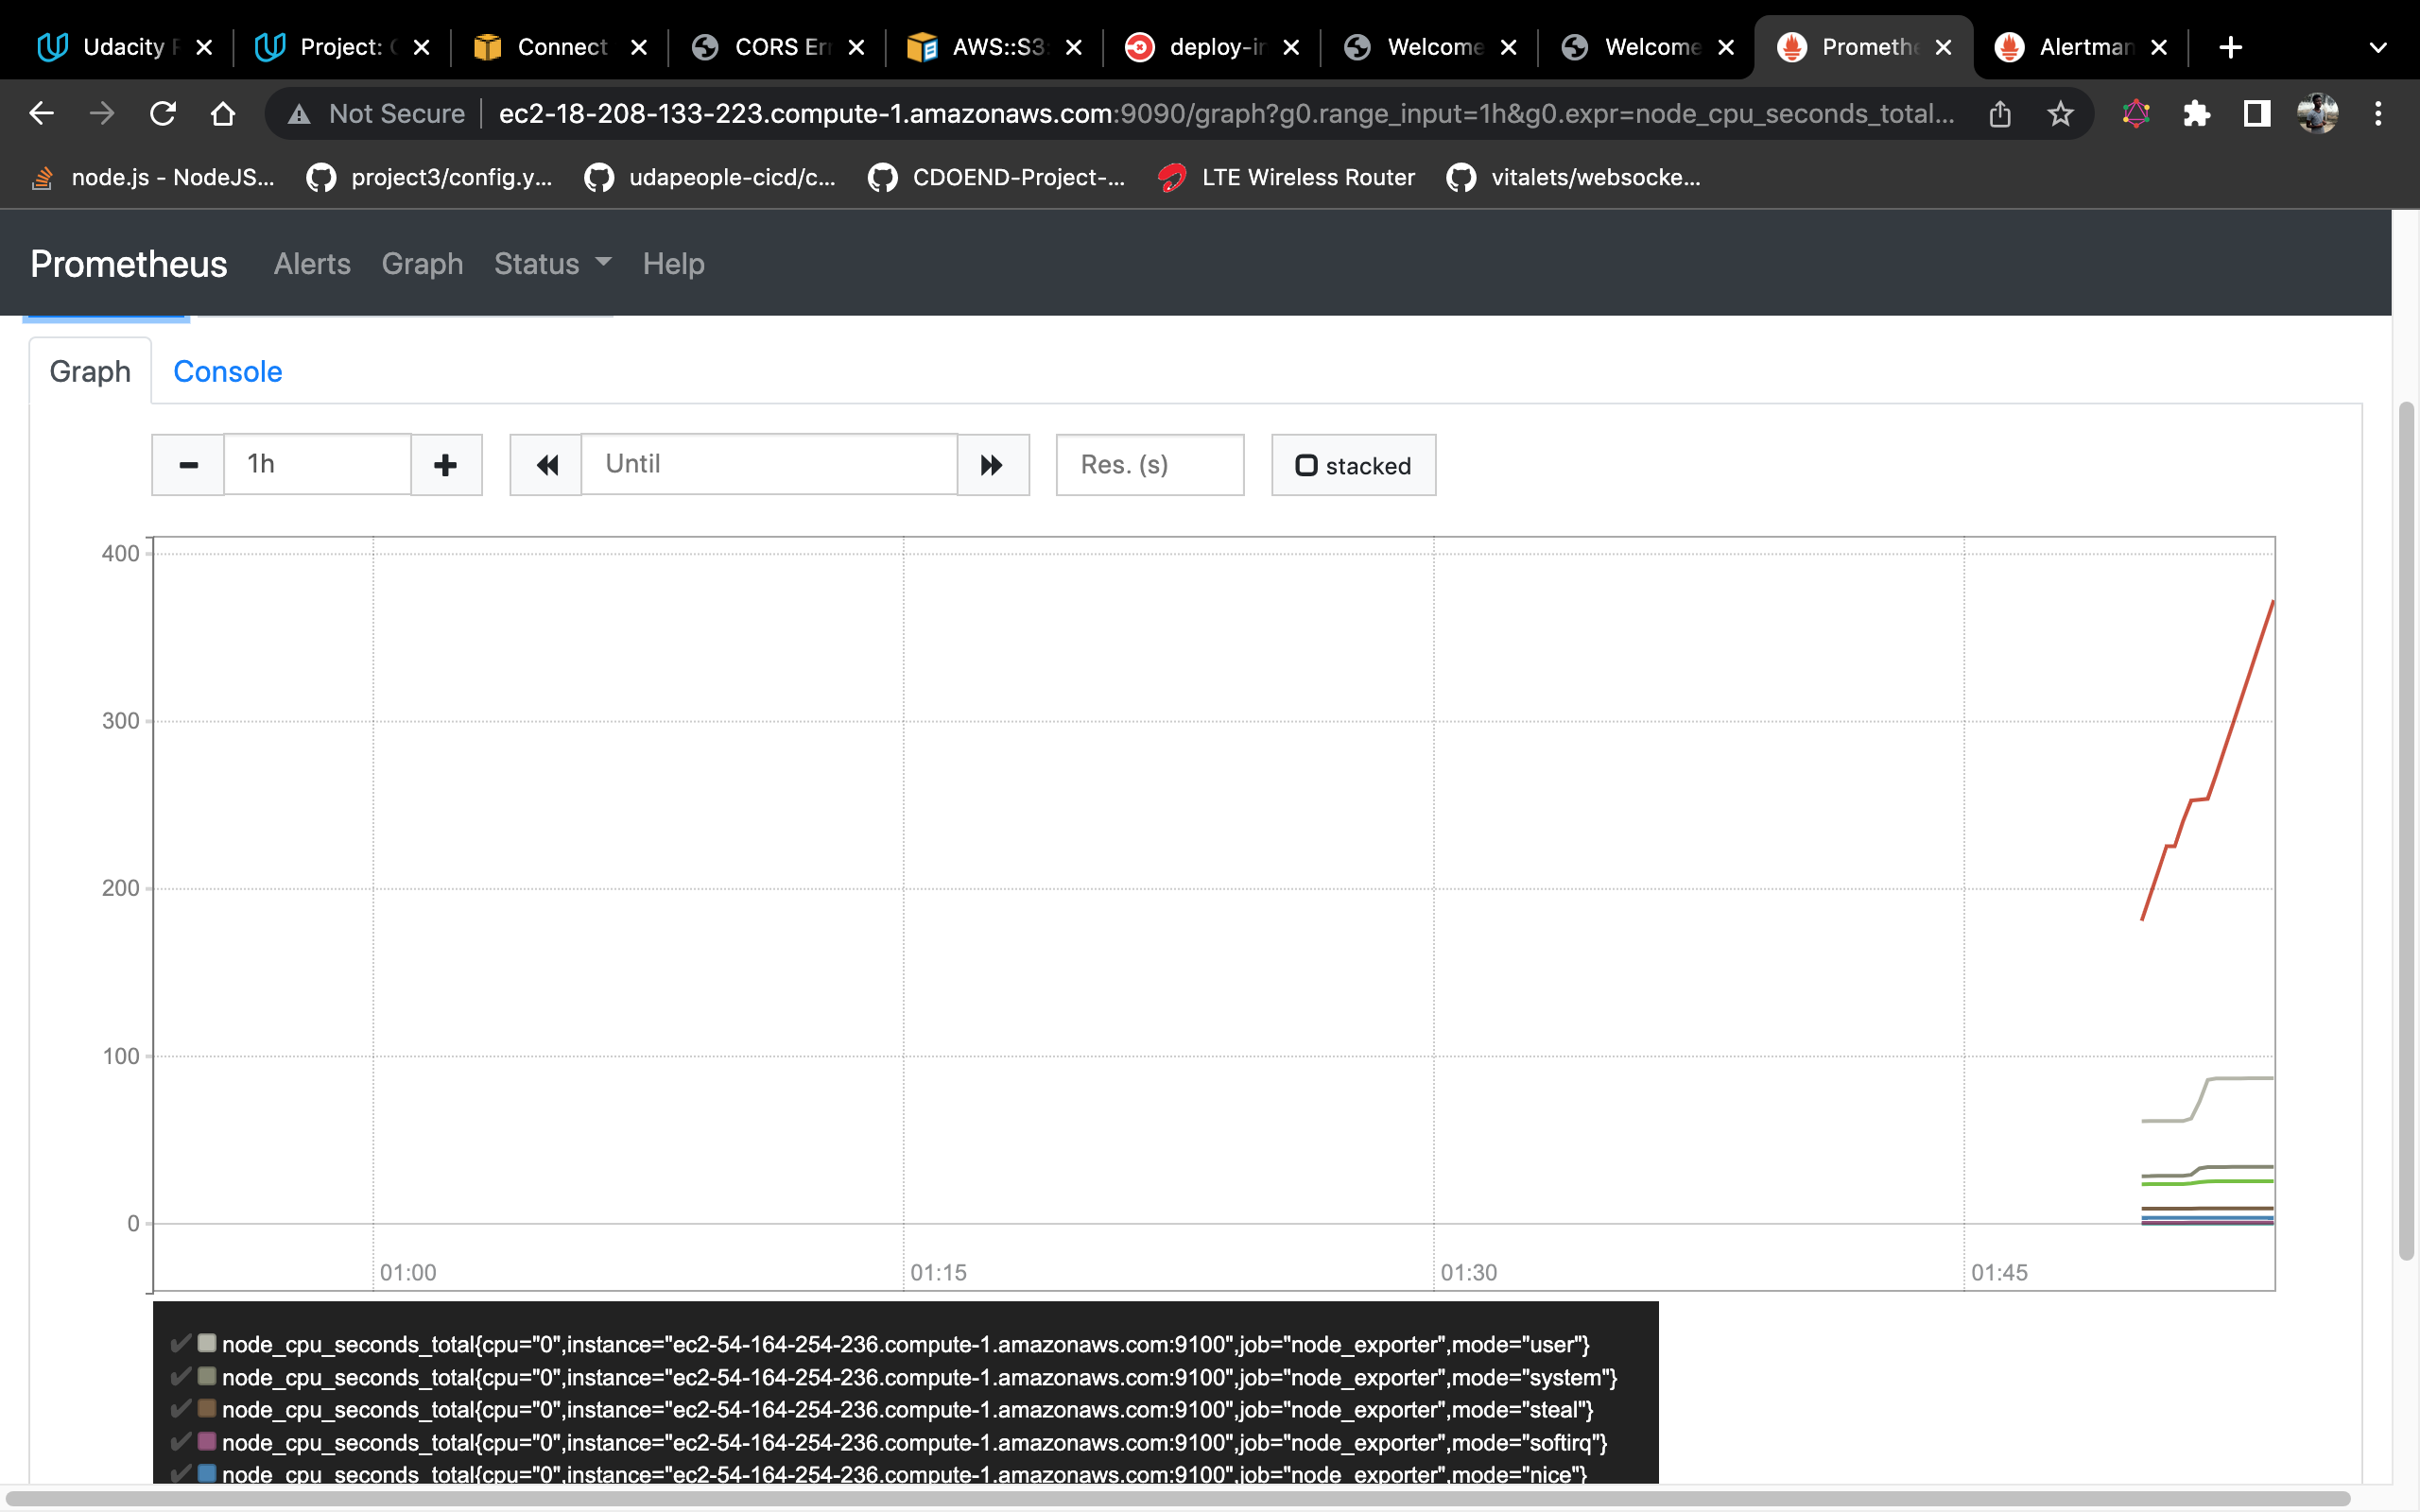 Udacity
Project:
Connect
CORS Err
AWS::S3:
deploy-in
Welcome
Welcome
Promethe
Alertman
Not Secure
ec2-18-208-133-223.compute-1.amazonaws.com:9090/graph?g0.range_input=1h&g0.expr=node_cpu_seconds_total...
node.js - NodeJS...
project3/config.y...
udapeople-cicd/c...
CDOEND-Project-...
LTE Wireless Router
vitalets/websocke...
Prometheus Alerts Graph Status Help
Graph Console
1h
Until
Res. (s)
stacked
400
300
200
100
0
01:00 01:15 01:30 01:45
node_cpu_seconds_total{cpu="0",instance="ec2-54-164-254-236.compute-1.amazonaws.com:9100",job="node_exporter",mode="user"}
node_cpu_seconds_total{cpu="0",instance="ec2-54-164-254-236.compute-1.amazonaws.com:9100",job="node_exporter",mode="system"}
node_cpu_seconds_total{cpu="0",instance="ec2-54-164-254-236.compute-1.amazonaws.com:9100",job="node_exporter",mode="steal"}
node_cpu_seconds_total{cpu="0",instance="ec2-54-164-254-236.compute-1.amazonaws.com:9100",job="node_exporter",mode="softirq"}
node_cpu_seconds_total{cpu="0",instance="ec2-54-164-254-236.compute-1.amazonaws.com:9100",job="node_exporter",mode="nice"}